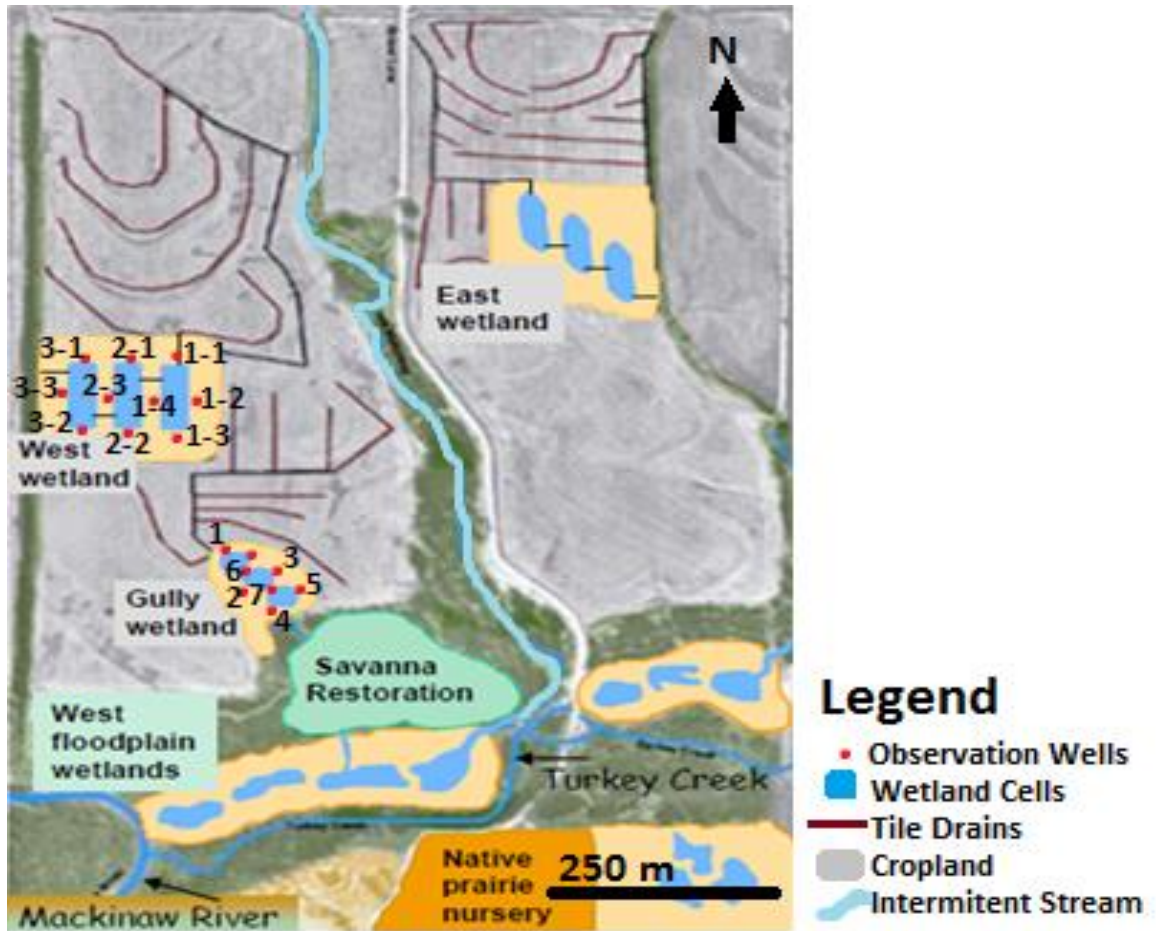 N
East
wetland
3-1
2-1
1-1
3-3
2-3
1-4
1-2
3-2
2-2
1-3
West
wetland
1
3
6
2
7
5
4
Gully
wetland
Savanna
Restoration
West
floodplain
wetlands
Turkey Creek
Native
prairie
nursery
250 m
Mackinaw River
Legend
Observation Wells
Wetland Cells
Tile Drains
Cropland
Intermitent Stream